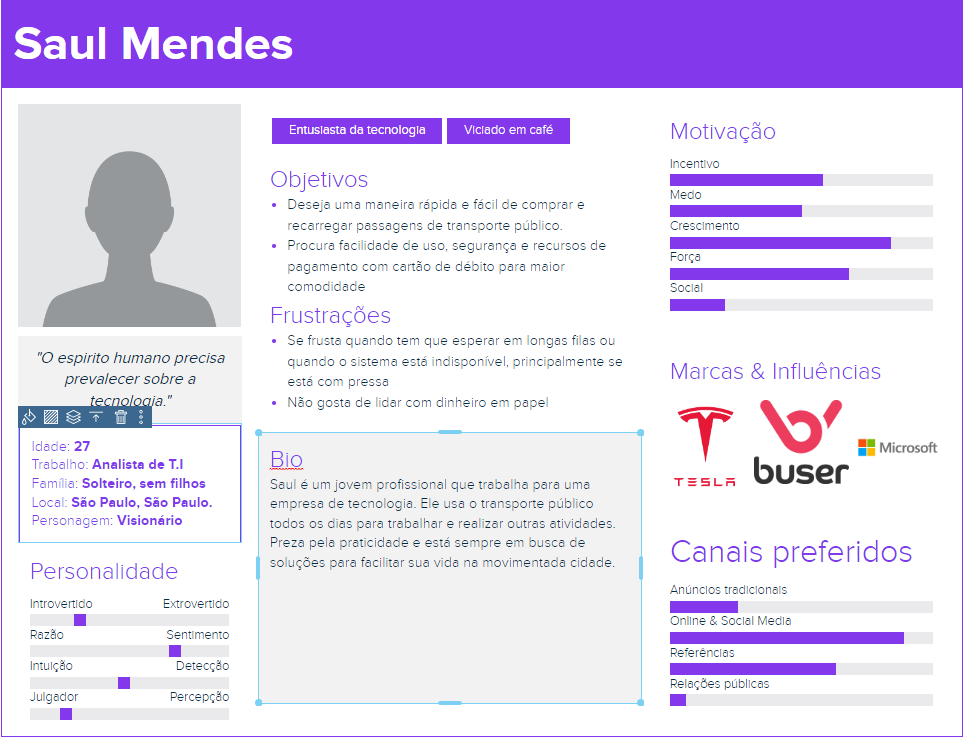 Saul Mendes
"O espirito humano precisa
prevalecer sobre a
tecnologia."
Idade: 27
Trabalho: Analista de T.I
Família: Solteiro, sem filhos
Local: São Paulo, São Paulo.
Personagem: Visionário
Personalidade
Introvertido Extrovertido
Razão Sentimento
Intuição Detecção
Julgador Percepção
Entusiasta da tecnologia Viciado em café
Objetivos
• Deseja uma maneira rápida e fácil de comprar e
recarregar passagens de transporte público.
• Procura facilidade de uso, segurança e recursos de
pagamento com cartão de débito para maior
comodidade
Frustrações
• Se frusta quando tem que esperar em longas filas ou
quando o sistema está indisponível, principalmente se
está com pressa
• Não gosta de lidar com dinheiro em papel
Bio
Saul é um jovem profissional que trabalha para uma
empresa de tecnologia. Ele usa o transporte público
todos os dias para trabalhar e realizar outras atividades.
Preza pela praticidade e está sempre em busca de
soluções para facilitar sua vida na movimentada cidade.
Motivação
Incentivo
Medo
Crescimento
Força
Social
Marcas & Influências
TESLA
buser
Microsoft
Canais preferidos
Anúncios tradicionais
Online & Social Media
Referências
Relações públicas